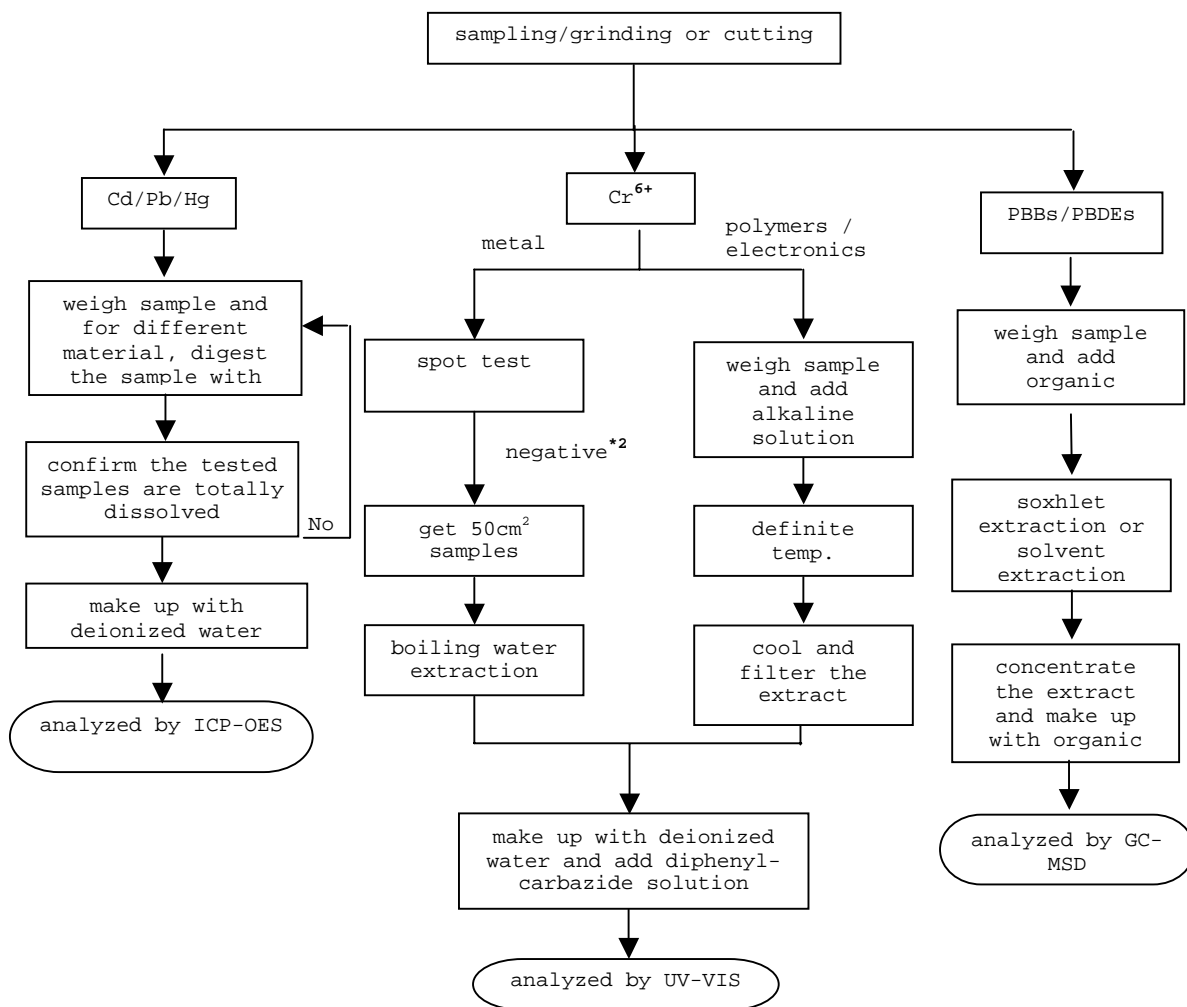 sampling/grinding or cutting
Cd/Pb/Hg
weigh sample and
for different
material, digest
the sample with
confirm the tested
samples are totally
dissolved
No
make up with
deionized water
analyzed by ICP-OES
Cr6+
metal
polymers /
electronics
spot test
negative*2
get 50cm2
samples
boiling water
extraction
weigh sample
and add
alkaline
solution
definite
temp.
cool and
filter the
extract
make up with deionized
water and add diphenyl-
carbazide solution
analyzed by UV-VIS
PBBs/PBDEs
weigh sample
and add
organic
soxhlet
extraction or
solvent
extraction
concentrate
the extract
and make up
with organic
analyzed by GC-
MSD